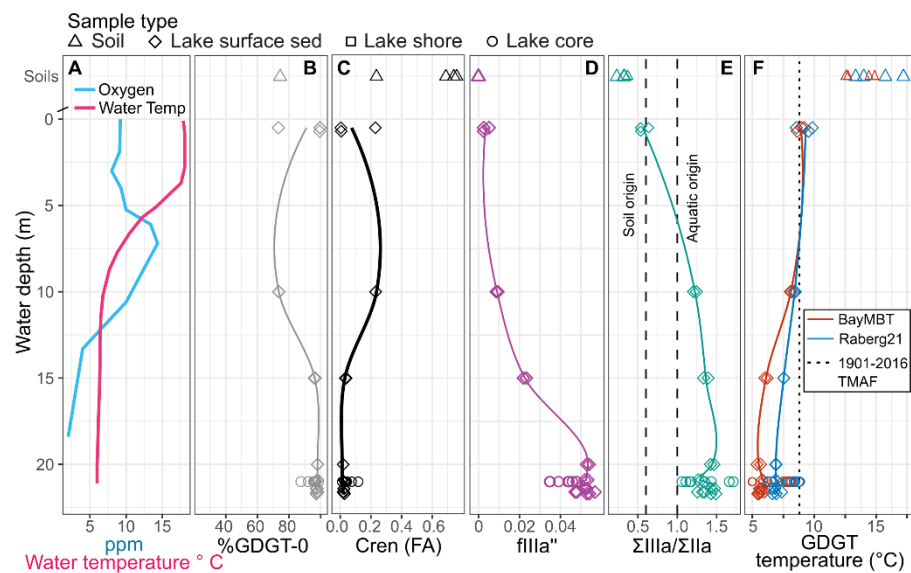 Sample type
Soil Lake surface sed Lake shore Lake core
A B C D E F
Soils
Oxygen
Water Temp
Soil origin
Aquatic origin
Water depth (m)
0
5
10
15
20
BayMBT
Raberg21
1901-2016
TMAF
5 10 15 40 60 80 0.0 0.2 0.4 0.6 0 0.02 0.04 0.5 1.0 1.5 5 10 15
ppm %GDGT-0 Cren (FA) fIIIa" ΣIIIa/ΣIIa GDGT
Water temperature ° C temperature (°C)